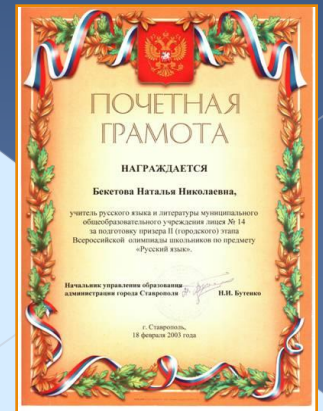 ПОЧЕТНАЯ
ГРАМОТА
НАГРАЖДАЕТСЯ
Бекетова Наталья Николаевна,
учитель русского языка и литературы муниципального
общеобразовательного учреждения лицея № 14
за подготовку призера II (городского) этапа
Всероссийской олимпиады школьников по предмету
«Русский язык».
Начальник управления образования
администрации города Ставрополя Н.И. Бутенко
г. Ставрополь,
18 февраля 2003 года